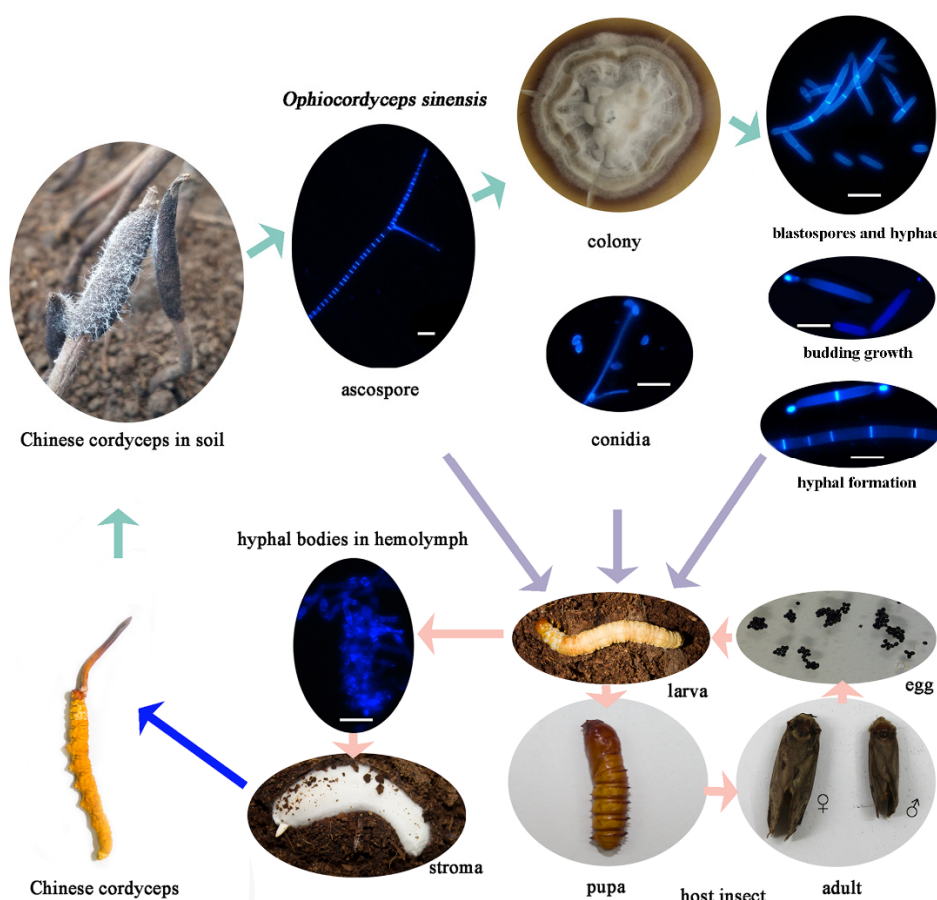 Ophiocordyceps sinensis
colony
blastospores and hyphae
budding growth
ascospore
Chinese cordyceps in soil
conidia
hyphal formation
hyphal bodies in hemolymph
larva
egg
♀
♂
stroma
Chinese cordyceps
pupa
host insect
adult